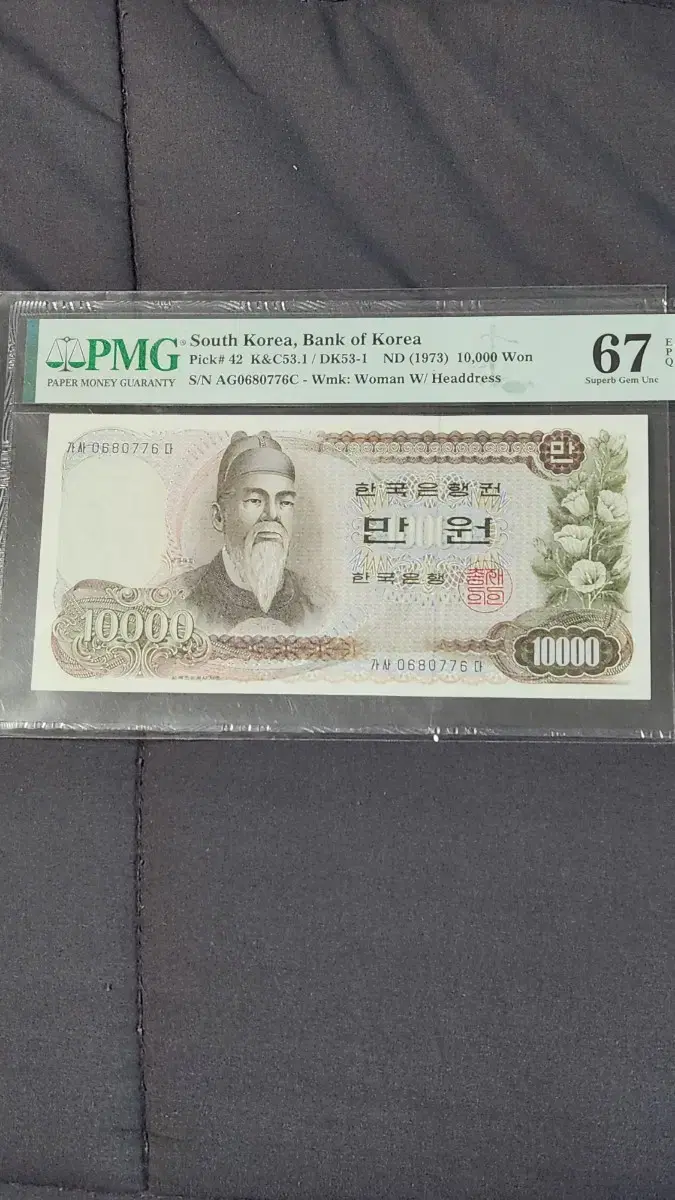 PMG® South Korea, Bank of Korea
Pick# 42 K&C53.1 / DK53-1 ND (1973) 10,000 Won
PAPER MONEY GUARANTY S/N AG0680776C - Wmk: Woman W/ Headdress
67 EPQ
Superb Gem Unc
가사 0680776 다
만
한국은행권
만 원
한국은행
10000
10000
가사 0680776 다